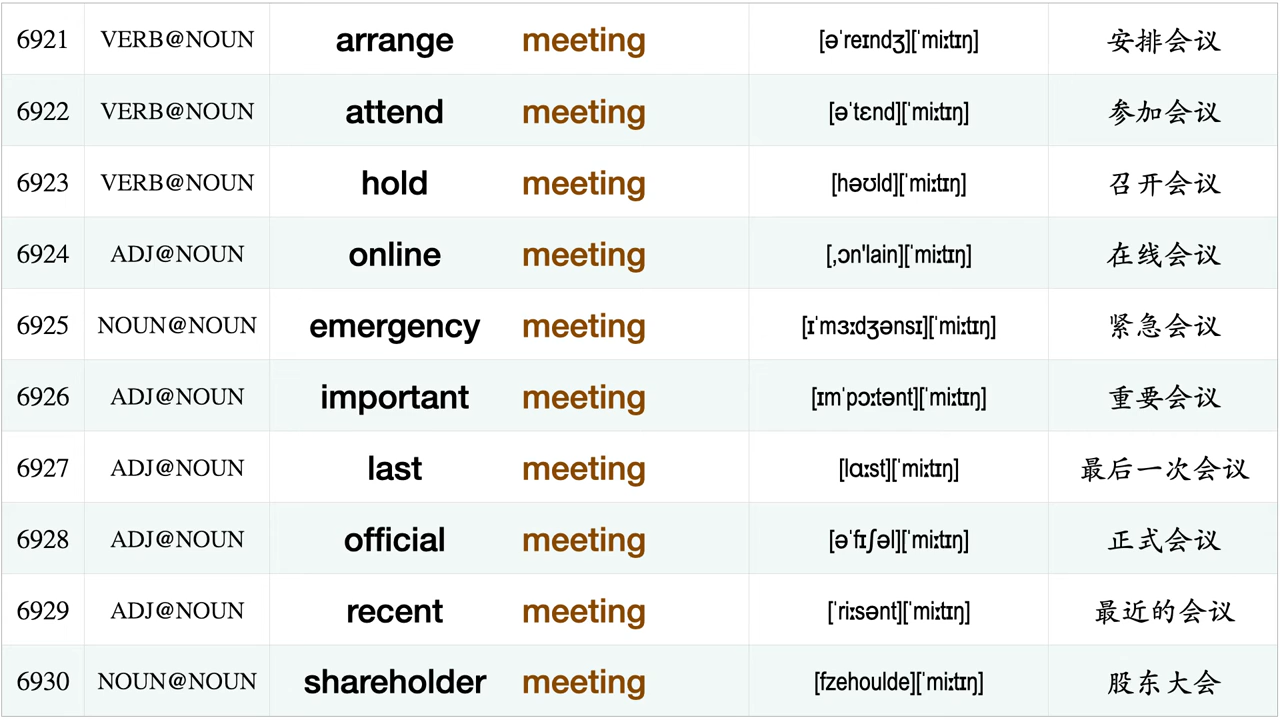 6921 VERB@NOUN arrange meeting [əˈreɪndʒ][ˈmiːtɪŋ] 安排会议
6922 VERB@NOUN attend meeting [əˈtɛnd][ˈmiːtɪŋ] 参加会议
6923 VERB@NOUN hold meeting [həʊld][ˈmiːtɪŋ] 召开会议
6924 ADJ@NOUN online meeting [ˌɔn'lain][ˈmiːtɪŋ] 在线会议
6925 NOUN@NOUN emergency meeting [ɪˈmɜːdʒənsɪ][ˈmiːtɪŋ] 紧急会议
6926 ADJ@NOUN important meeting [ɪmˈpɔːtənt][ˈmiːtɪŋ] 重要会议
6927 ADJ@NOUN last meeting [lɑːst][ˈmiːtɪŋ] 最后一次会议
6928 ADJ@NOUN official meeting [əˈfɪʃəl][ˈmiːtɪŋ] 正式会议
6929 ADJ@NOUN recent meeting [ˈriːsənt][ˈmiːtɪŋ] 最近的会议
6930 NOUN@NOUN shareholder meeting [fzehoulde][ˈmiːtɪŋ] 股东大会